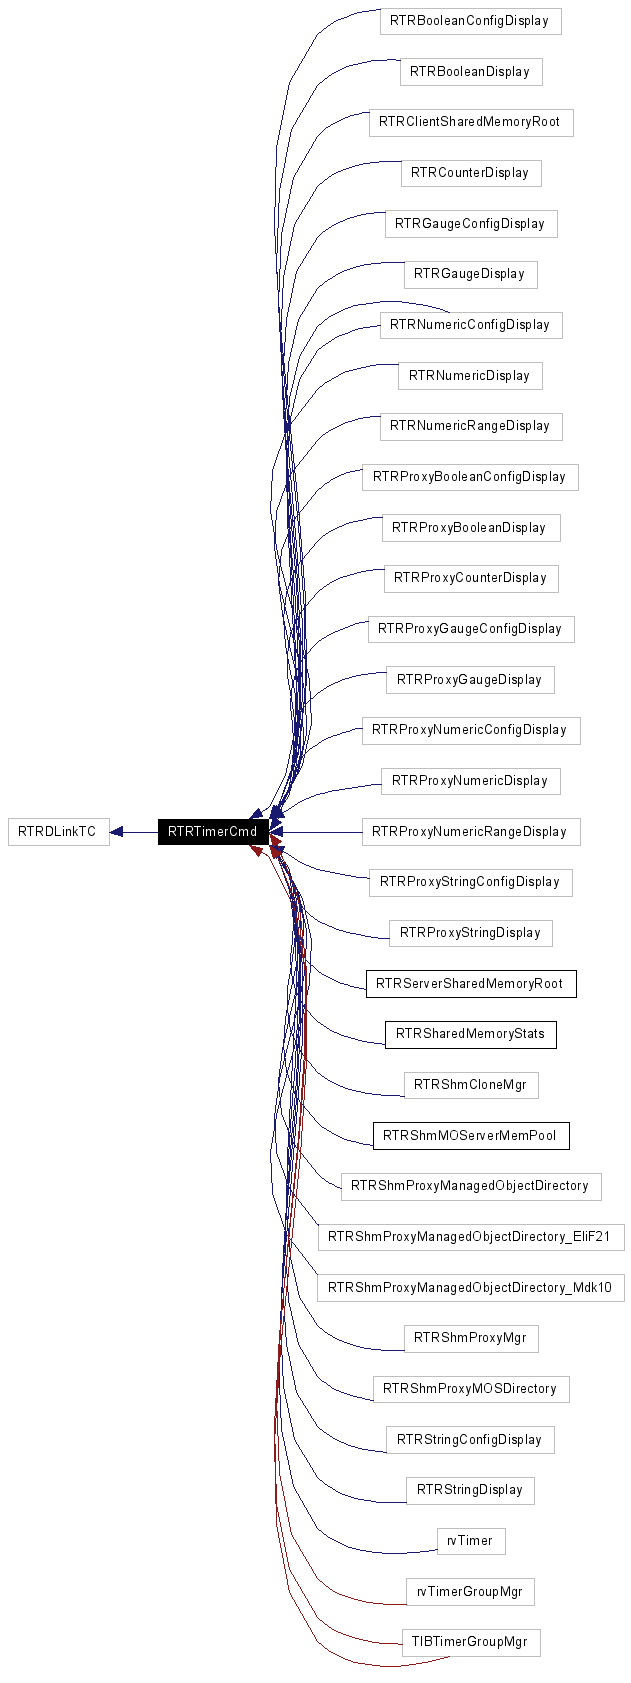 RTRBooleanConfigDisplay
RTRBooleanDisplay
RTRClientSharedMemoryRoot
RTRCounterDisplay
RTRGaugeConfigDisplay
RTRGaugeDisplay
RTRNumericConfigDisplay
RTRNumericDisplay
RTRNumericRangeDisplay
RTRProxyBooleanConfigDisplay
RTRProxyBooleanDisplay
RTRProxyCounterDisplay
RTRProxyGaugeConfigDisplay
RTRProxyGaugeDisplay
RTRProxyNumericConfigDisplay
RTRProxyNumericDisplay
RTRDLinkTC RTRTimerCmd RTRProxyNumericRangeDisplay
RTRProxyStringConfigDisplay
RTRProxyStringDisplay
RTRServerSharedMemoryRoot
RTRSharedMemoryStats
RTRShmCloneMgr
RTRShmMOServerMemPool
RTRShmProxyManagedObjectDirectory
RTRShmProxyManagedObjectDirectory_EliF21
RTRShmProxyManagedObjectDirectory_Mdk10
RTRShmProxyMgr
RTRShmProxyMOSDirectory
RTRStringConfigDisplay
RTRStringDisplay
rvTimer
rvTimerGroupMgr
TIBTimerGroupMgr